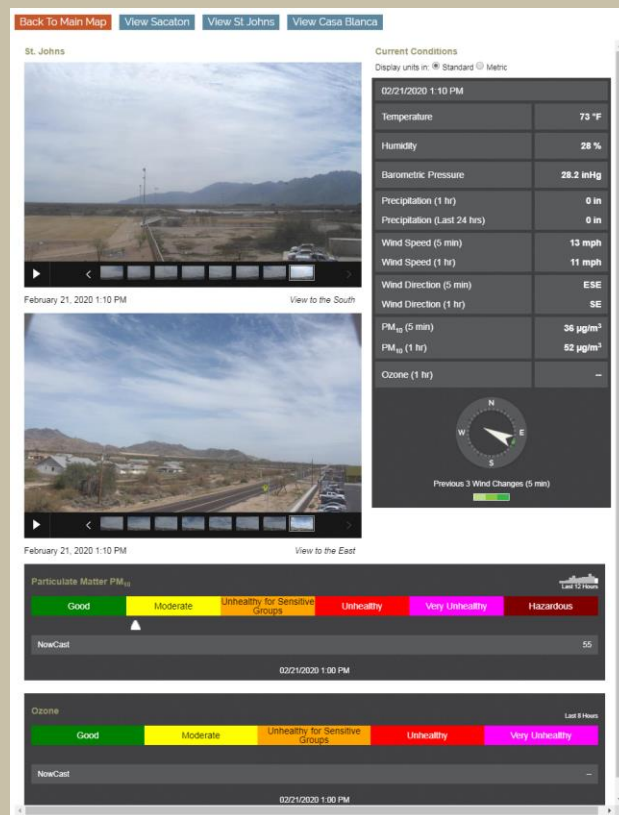 Back To Main Map View Sacaton View St Johns View Casa Blanca
St. Johns
February 21, 2020 1:10 PM View to the South
February 21, 2020 1:10 PM View to the East
Current Conditions
Display units in: Standard Metric
02/21/2020 1:10 PM
Temperature 73 °F
Humidity 28 %
Barometric Pressure 28.2 inHg
Precipitation (1 hr) 0 in
Precipitation (Last 24 hrs) 0 in
Wind Speed (5 min) 13 mph
Wind Speed (1 hr) 11 mph
Wind Direction (5 min) ESE
Wind Direction (1 hr) SE
PM10 (5 min) 36 µg/m³
PM10 (1 hr) 52 µg/m³
Ozone (1 hr) –
N
W E
S
Previous 3 Wind Changes (5 min)
Particulate Matter PM10
Last 12 Hours
Good Moderate Unhealthy for Sensitive Groups Unhealthy Very Unhealthy Hazardous
NowCast 55
02/21/2020 1:00 PM
Ozone Last 8 Hours
Good Moderate Unhealthy for Sensitive Groups Unhealthy Very Unhealthy
NowCast –
02/21/2020 1:00 PM